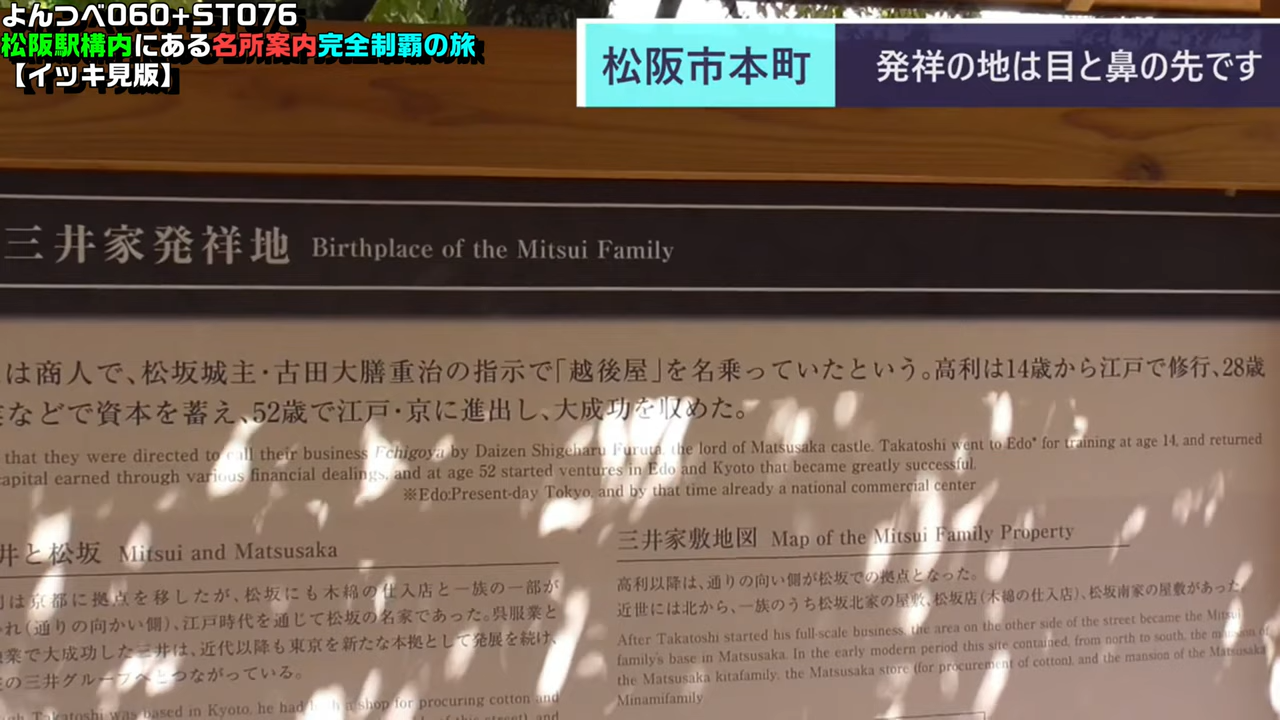 よんつべ060+ST076
松阪駅構内にある名所案内完全制覇の旅
【イツキ見版】
松阪市本町
発祥の地は目と鼻の先です
三井家発祥地 Birthplace of the Mitsui Family
は商人で、松坂城主・古田大膳重治の指示で「越後屋」を名乗っていたという。高利は14歳から江戸で修行、28歳
などで資本を蓄え、52歳で江戸・京に進出し、大成功を収めた。
that they were directed to call their business Echigoya by Daizen Shigeharu Furuta, the lord of Matsusaka castle. Takatoshi went to Edo* for training at age 14, and returned
capital earned through various financial dealings, and at age 52 started ventures in Edo and Kyoto that became greatly successful.
※Edo:Present-day Tokyo, and by that time already a national commercial center
井と松坂 Mitsui and Matsusaka
は京都に拠点を移したが、松坂にも木綿の仕入店と一族の一部が
れ(通りの向かい側)、江戸時代を通じて松坂の名家であった。呉服業と
業で大成功した三井は、近代以降も東京を新たな本拠として発展を続け、
の三井グループへとつながっている。
Takatoshi was based in Kyoto, he had a shop for procuring cotton and
of this street), and
三井家敷地図 Map of the Mitsui Family Property
高利以降は、通りの向い側が松坂での拠点となった。
近世には北から、一族のうち松坂北家の屋敷、松坂店(木綿の仕入店)、松坂南家の屋敷があった。
After Takatoshi started his full-scale business, the area on the other side of the street became the Mitsui
family's base in Matsusaka. In the early modern period this site contained, from north to south, the mansion of
the Matsusaka kitafamily, the Matsusaka store (for procurement of cotton), and the mansion of the Matsusaka
Minamifamily